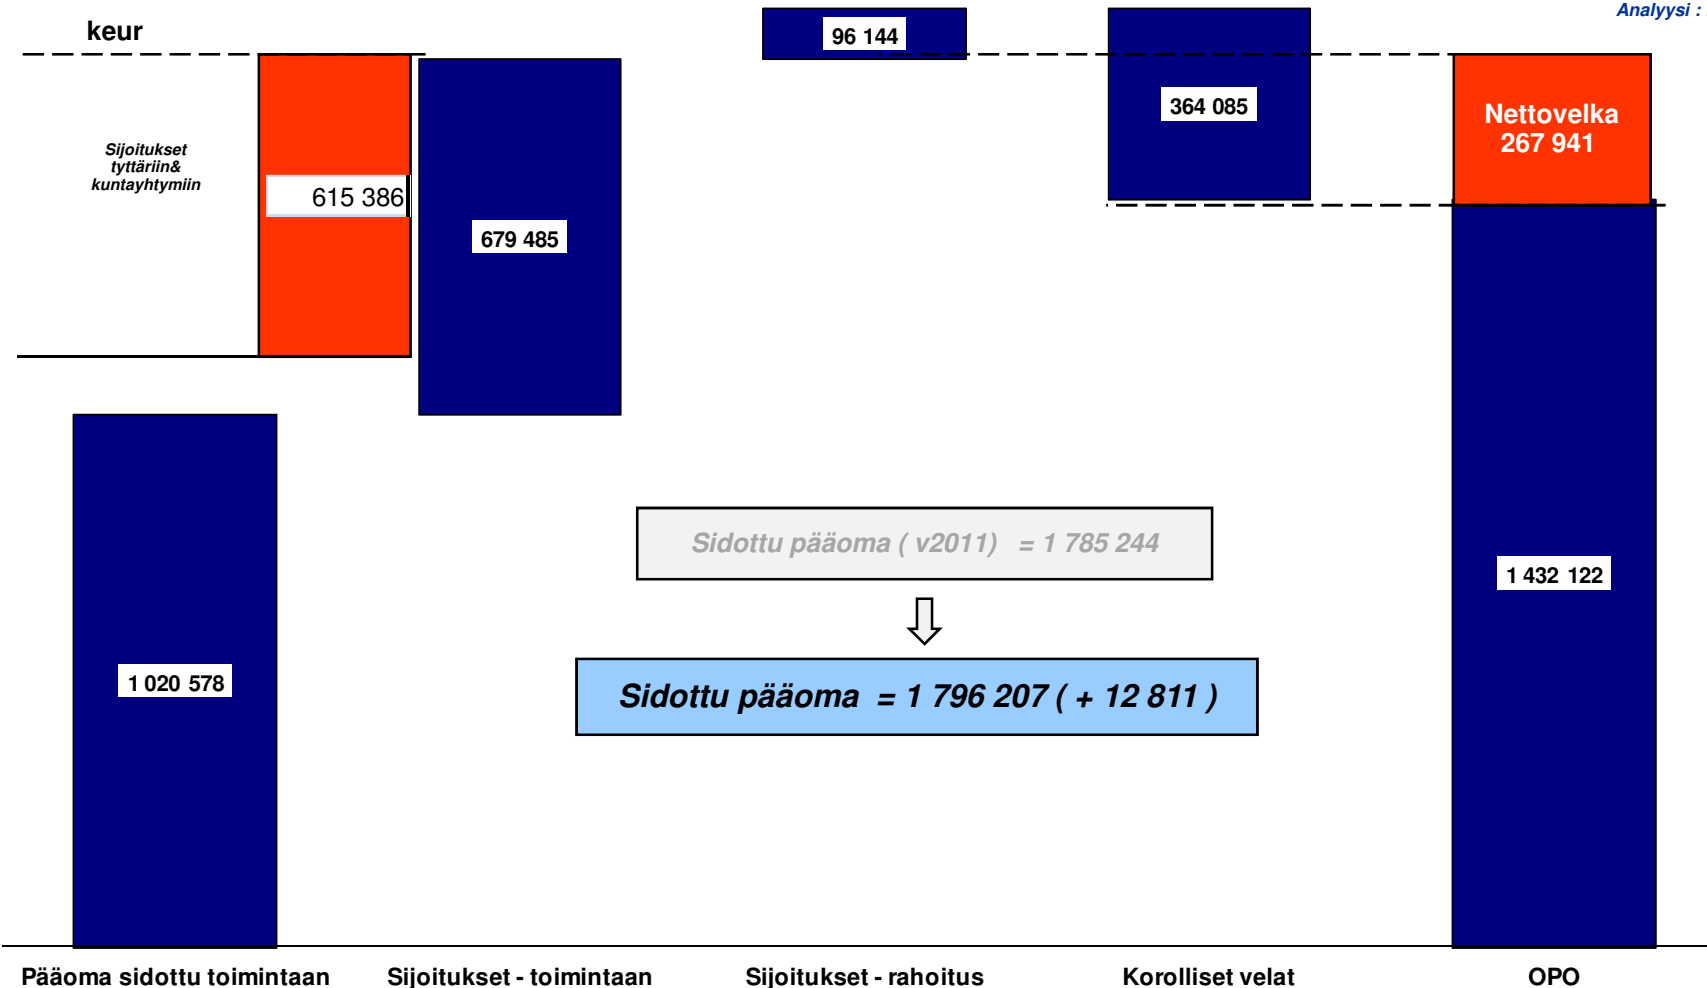 Analyysi :
keur
96 144
364 085
Nettovelka
267 941
Sijoitukset
tyttäriin&
kuntayhtymiin
615 386
679 485
Sidottu pääoma ( v2011) = 1 785 244
1 432 122
Sidottu pääoma = 1 796 207 ( + 12 811 )
1 020 578
Pääoma sidottu toimintaan
Sijoitukset - toimintaan
Sijoitukset - rahoitus
Korolliset velat
OPO